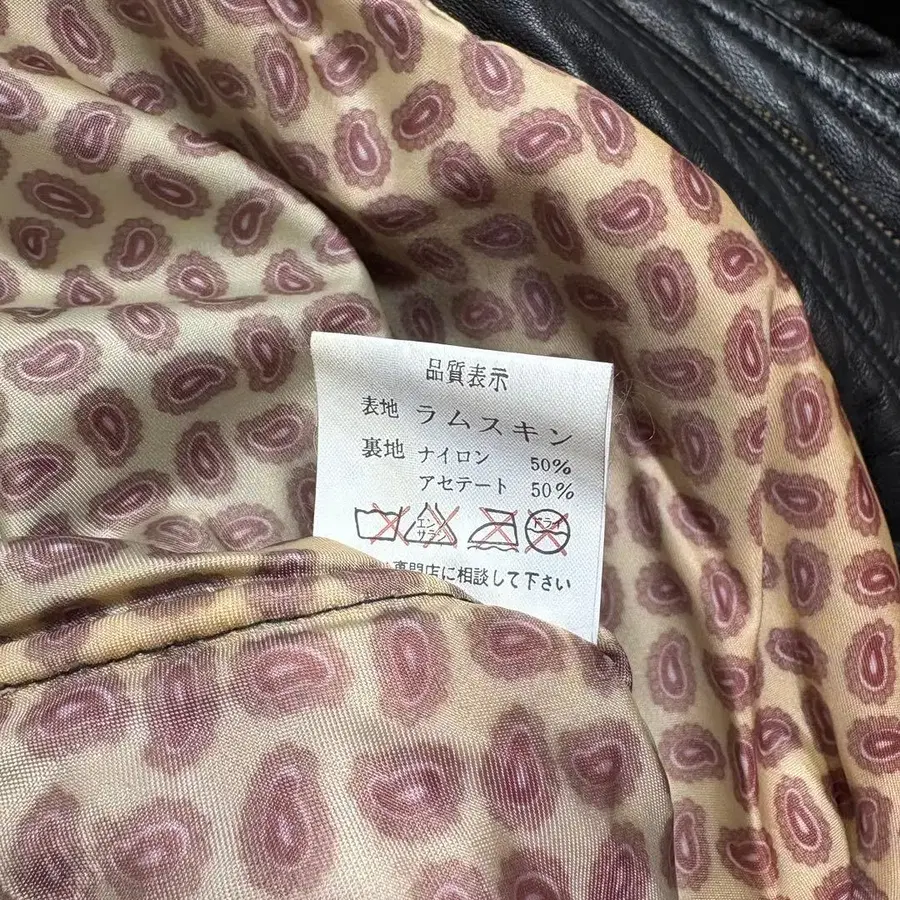 品質表示
表地 ラムスキン
裏地 ナイロン 50%
アセテート 50%
エンソ サラシ ドライ
専門店に相談して下さい